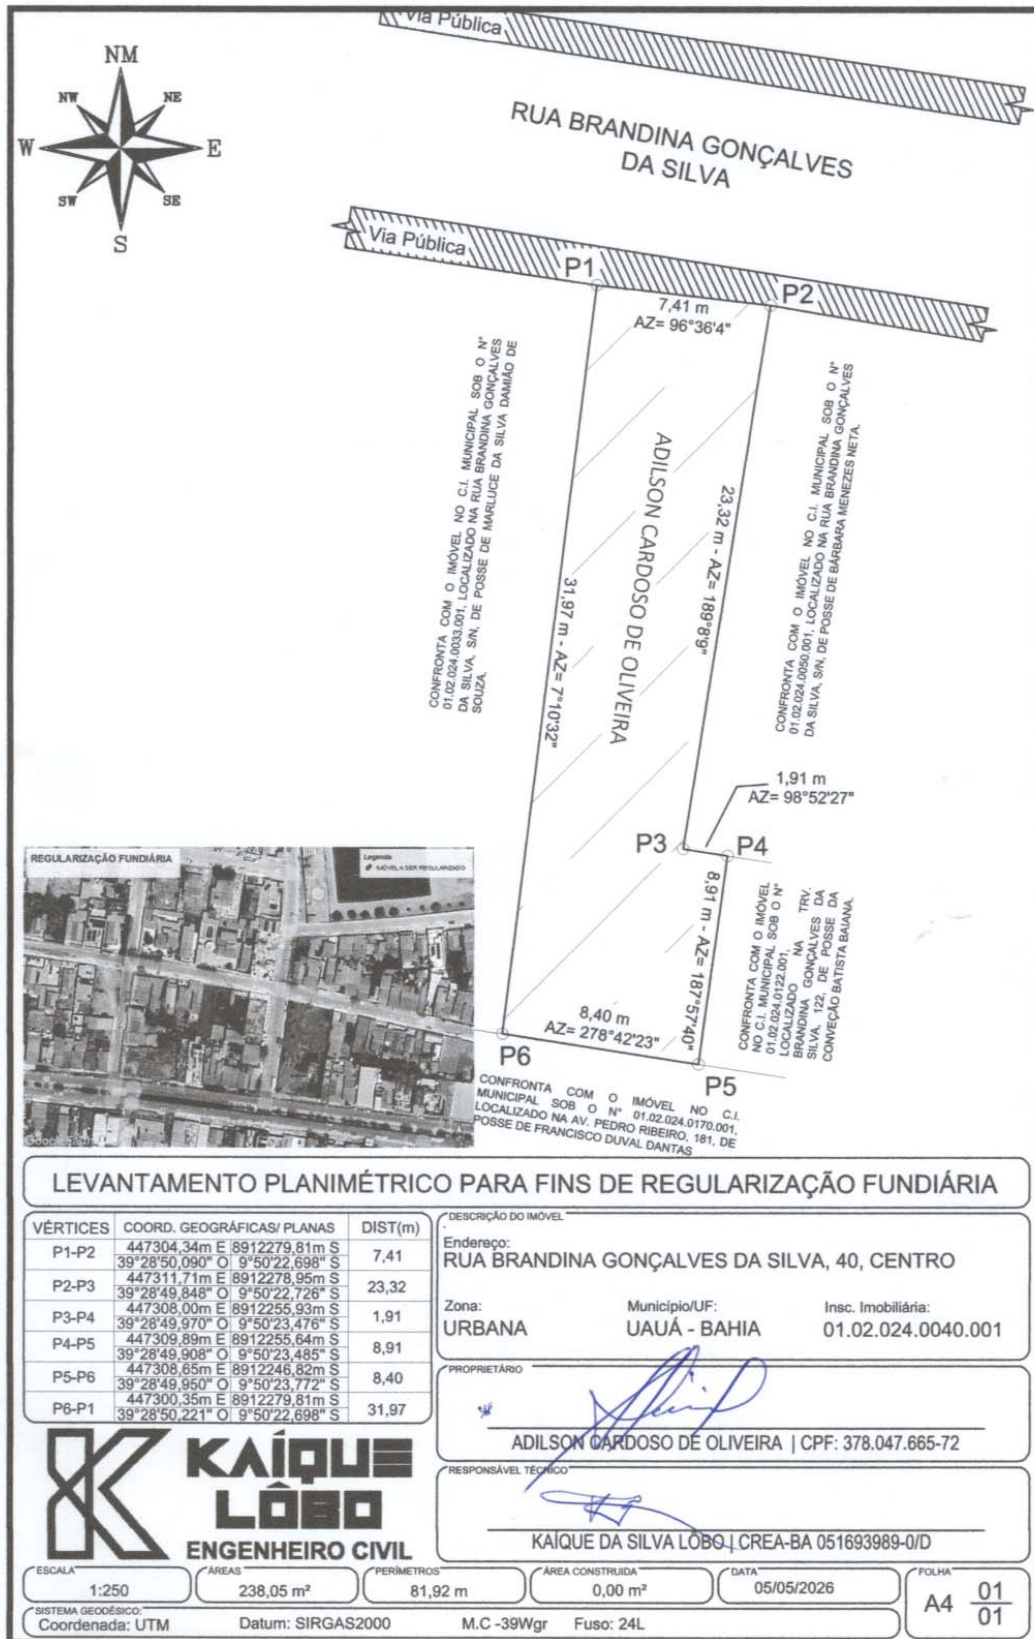 Via Pública
NM
NW
NE
W
E
SW
SE
S
RUA BRANDINA GONÇALVES
DA SILVA
Via Pública
P1
P2
7,41 m
AZ= 96°36'4"
CONFRONTA COM O IMÓVEL NO C.I. MUNICIPAL SOB O N°
01.02.024.0033.001, LOCALIZADO NA RUA BRANDINA GONÇALVES
DA SILVA, S/N, DE POSSE DE MARLUCE DA SILVA DAMIÃO DE
SOUZA.
31,97 m - AZ= 7°10'32"
ADILSON CARDOSO DE OLIVEIRA
23,32 m - AZ= 189°8'9"
CONFRONTA COM O IMÓVEL NO C.I. MUNICIPAL SOB O N°
01.02.024.0050.001, LOCALIZADO NA RUA BRANDINA GONÇALVES
DA SILVA, S/N, DE POSSE DE BÁRBARA MENEZES NETA.
1,91 m
AZ= 98°52'27"
P3
P4
8,91 m - AZ= 187°57'40"
CONFRONTA COM O IMÓVEL
NO C.I. MUNICIPAL SOB O N°
01.02.024.0122.001,
LOCALIZADO NA TRV.
BRANDINA GONÇALVES DA
SILVA, 122, DE POSSE DA
CONVEÇÃO BATISTA BAIANA.
8,40 m
AZ= 278°42'23"
P6
P5
CONFRONTA COM O IMÓVEL NO C.I.
MUNICIPAL SOB O N° 01.02.024.0170.001,
LOCALIZADO NA AV. PEDRO RIBEIRO, 181, DE
POSSE DE FRANCISCO DUVAL DANTAS
REGULARIZAÇÃO FUNDIÁRIA
Legenda
IMÓVEL A SER REGULARIZADO
LEVANTAMENTO PLANIMÉTRICO PARA FINS DE REGULARIZAÇÃO FUNDIÁRIA
VÉRTICES COORD. GEOGRÁFICAS/ PLANAS DIST(m)
P1-P2 447304,34m E 8912279,81m S 7,41
39°28'50,090" O 9°50'22,698" S
P2-P3 447311,71m E 8912278,95m S 23,32
39°28'49,848" O 9°50'22,726" S
P3-P4 447308,00m E 8912255,93m S 1,91
39°28'49,970" O 9°50'23,476" S
P4-P5 447309,89m E 8912255,64m S 8,91
39°28'49,908" O 9°50'23,485" S
P5-P6 447308,65m E 8912246,82m S 8,40
39°28'49,950" O 9°50'23,772" S
P6-P1 447300,35m E 8912279,81m S 31,97
39°28'50,221" O 9°50'22,698" S
DESCRIÇÃO DO IMÓVEL
Endereço:
RUA BRANDINA GONÇALVES DA SILVA, 40, CENTRO
Zona: Município/UF: Insc. Imobiliária:
URBANA UAUÁ - BAHIA 01.02.024.0040.001
PROPRIETÁRIO
ADILSON CARDOSO DE OLIVEIRA | CPF: 378.047.665-72
RESPONSÁVEL TÉCNICO
KAÍQUE DA SILVA LÔBO | CREA-BA 051693989-0/D
KAÍQUE
LÔBO
ENGENHEIRO CIVIL
ESCALA
1:250
ÁREAS
238,05 m²
PERÍMETROS
81,92 m
ÁREA CONSTRUIDA
0,00 m²
DATA
05/05/2026
FOLHA
A4 01
01
SISTEMA GEODÉSICO:
Coordenada: UTM Datum: SIRGAS2000 M.C -39Wgr Fuso: 24L